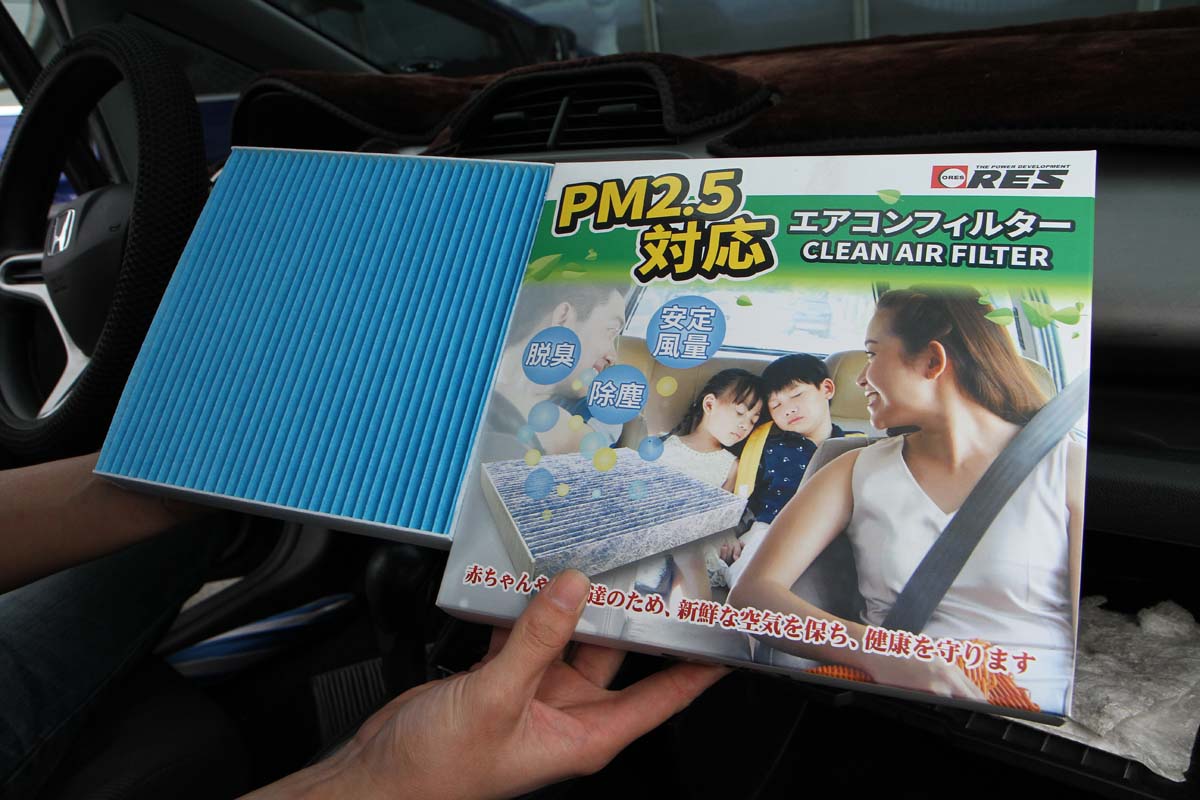 THE POWER DEVELOPMENT
ORES
RES
PM2.5
対応
エアコンフィルター
CLEAN AIR FILTER
脱臭
安定
風量
除塵
赤ちゃんや
達のため、新鮮な空気を保ち、健康を守ります